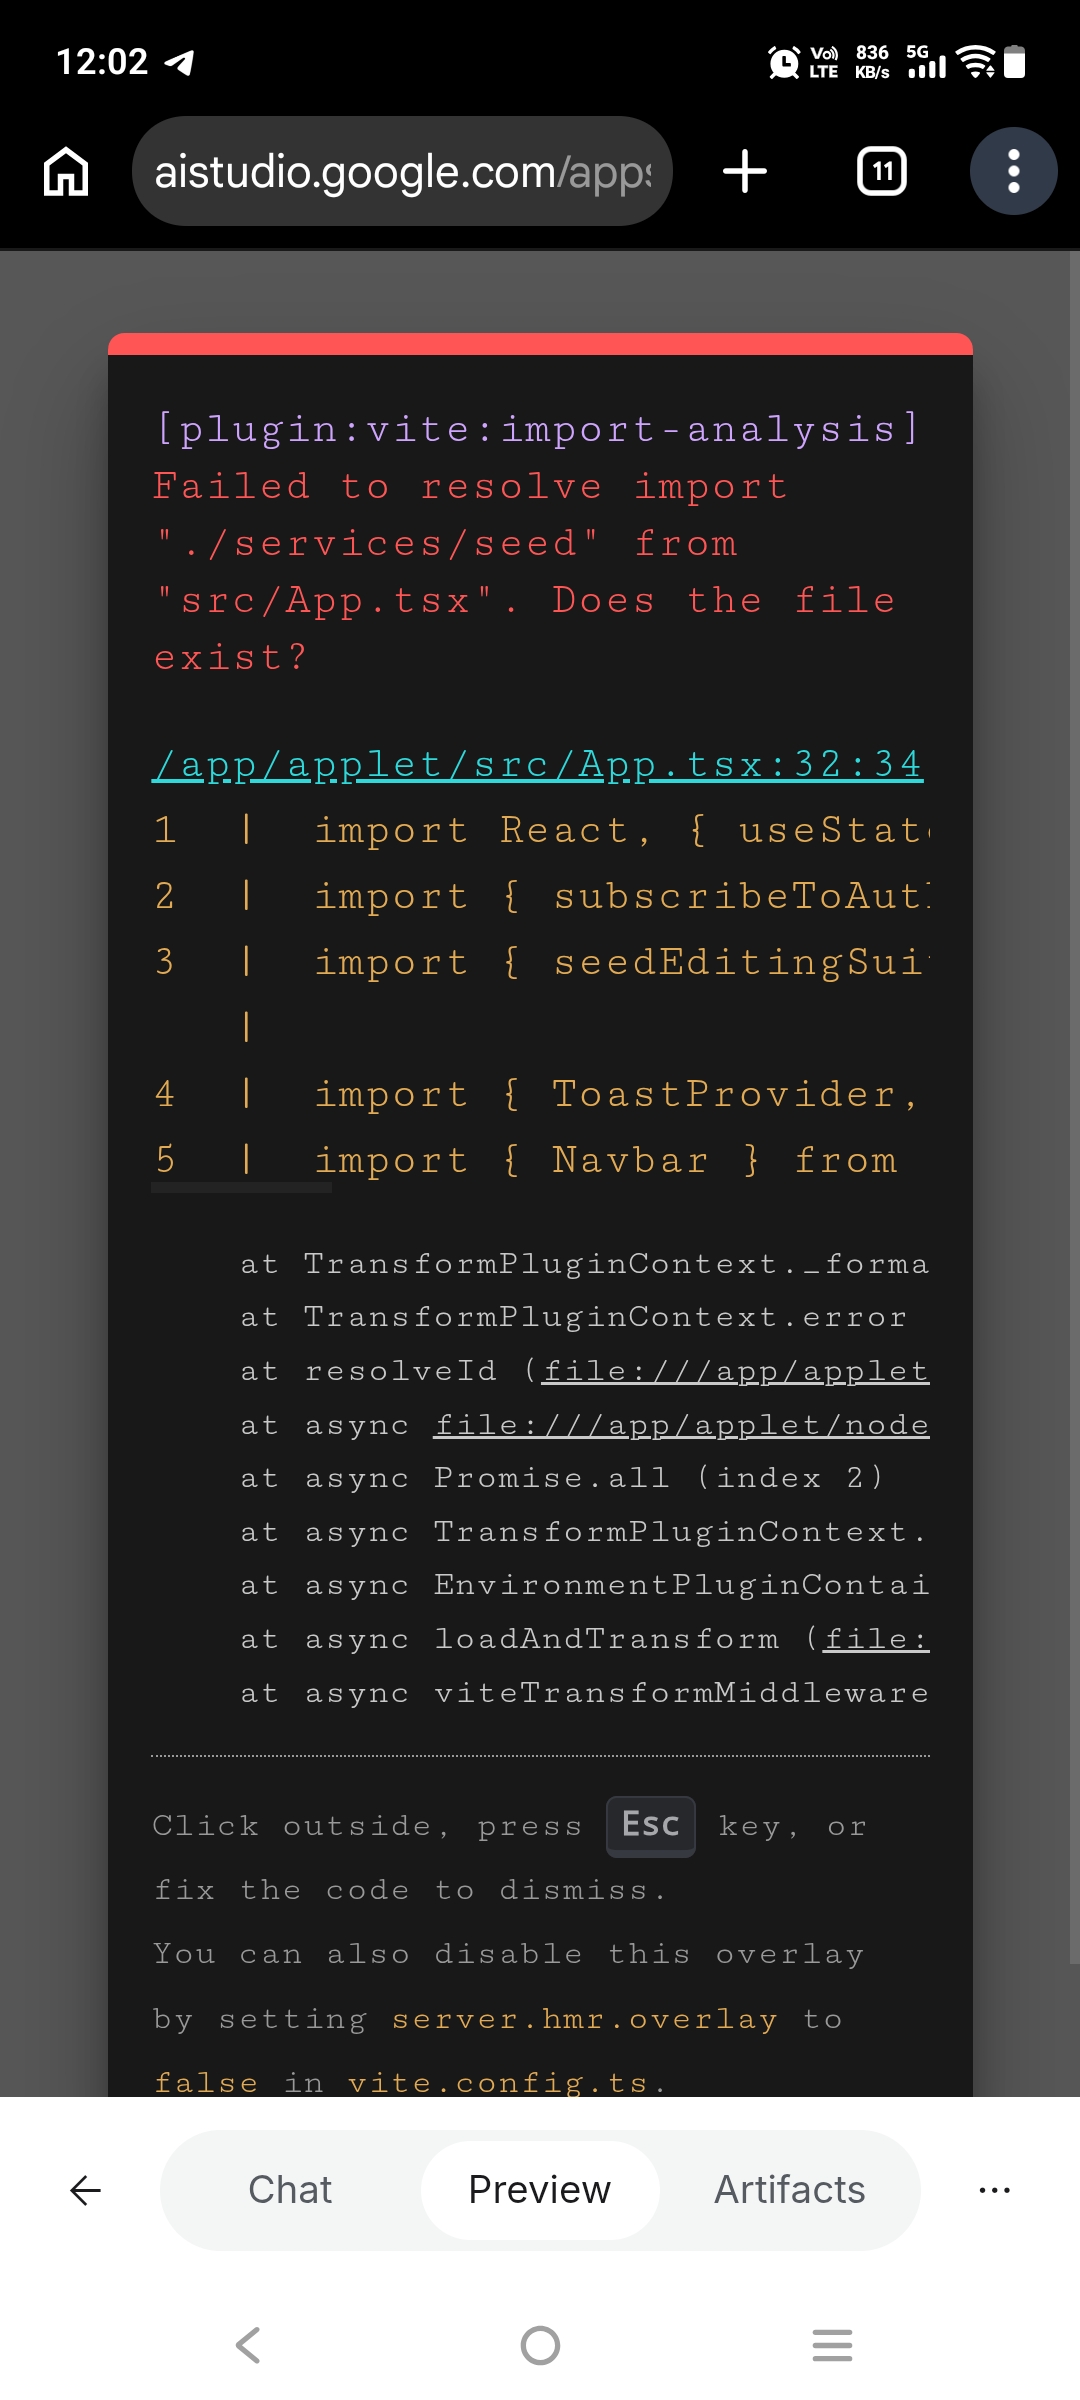 12:02
Vo)) LTE
836 KB/s
5G
aistudio.google.com/apps
11
[plugin:vite:import-analysis]
Failed to resolve import
"./services/seed" from
"src/App.tsx". Does the file
exist?
/app/applet/src/App.tsx:32:34
1 | import React, { useState
2 | import { subscribeToAut
3 | import { seedEditingSui
|
4 | import { ToastProvider,
5 | import { Navbar } from
at TransformPluginContext._forma
at TransformPluginContext.error
at resolveId (file:///app/applet
at async file:///app/applet/node
at async Promise.all (index 2)
at async TransformPluginContext.
at async EnvironmentPluginContai
at async loadAndTransform (file:
at async viteTransformMiddleware
Click outside, press Esc key, or
fix the code to dismiss.
You can also disable this overlay
by setting server.hmr.overlay to
false in vite.config.ts.
Chat
Preview
Artifacts